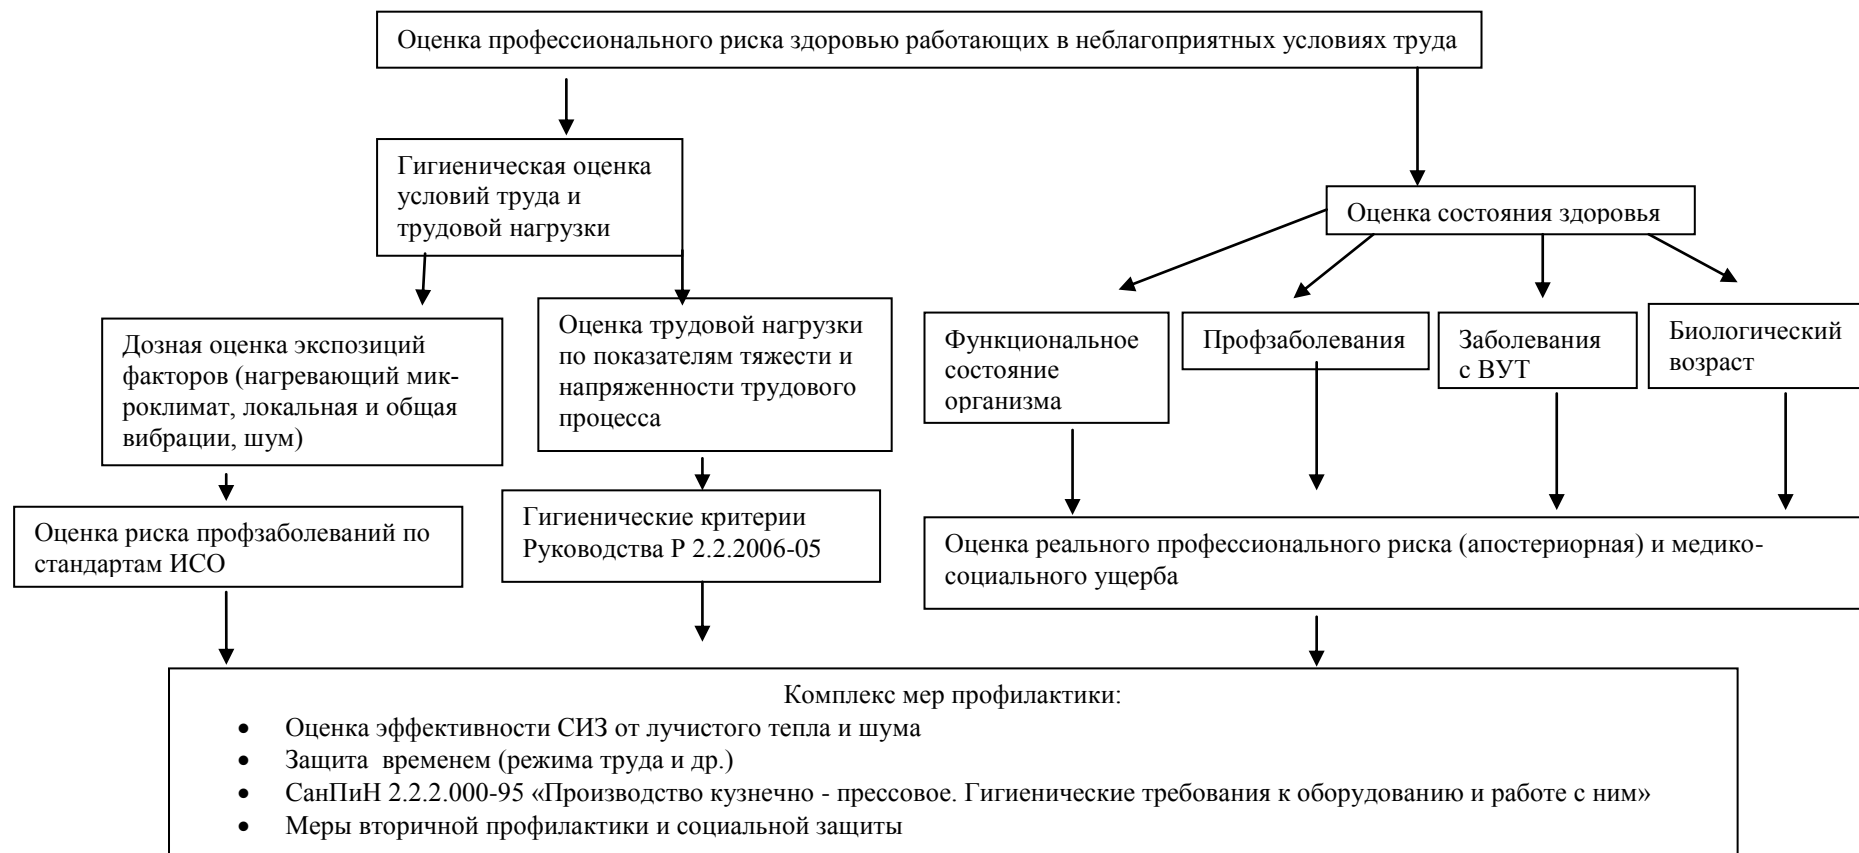 Оценка профессионального риска здоровью работающих в неблагоприятных условиях труда
Гигиеническая оценка
условий труда и
трудовой нагрузки
Оценка состояния здоровья
Дозная оценка экспозиций
факторов (нагревающий мик-
роклимат, локальная и общая
вибрации, шум)
Оценка трудовой нагрузки
по показателям тяжести и
напряженности трудового
процесса
Функциональное
состояние
организма
Профзаболевания
Заболевания
с ВУТ
Биологический
возраст
Оценка риска профзаболеваний по
стандартам ИСО
Гигиенические критерии
Руководства Р 2.2.2006-05
Оценка реального профессионального риска (апостериорная) и медико-
социального ущерба
Комплекс мер профилактики:
• Оценка эффективности СИЗ от лучистого тепла и шума
• Защита временем (режима труда и др.)
• СанПиН 2.2.2.000-95 «Производство кузнечно - прессовое. Гигиенические требования к оборудованию и работе с ним»
• Меры вторичной профилактики и социальной защиты